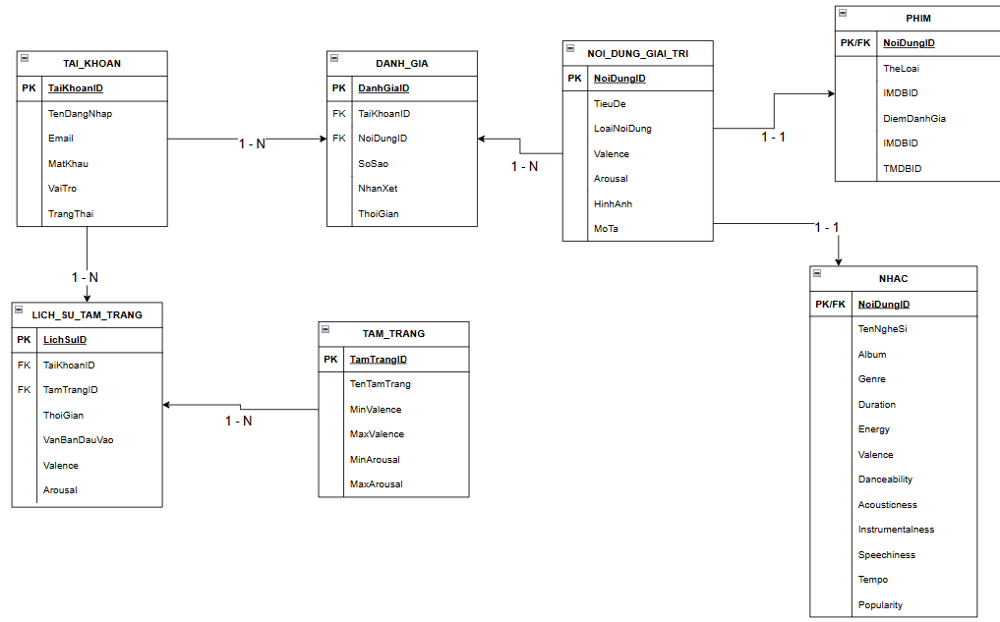 TAI_KHOAN
PK TaiKhoanID
TenDangNhap
Email
MatKhau
VaiTro
TrangThai
1 - N
DANH_GIA
PK DanhGiaID
FK TaiKhoanID
FK NoiDungID
SoSao
NhanXet
ThoiGian
1 - N
NOI_DUNG_GIAI_TRI
PK NoiDungID
TieuDe
LoaiNoiDung
Valence
Arousal
HinhAnh
MoTa
1 - 1
PHIM
PK/FK NoiDungID
TheLoai
IMDBID
DiemDanhGia
IMDBID
TMDBID
1 - 1
1 - N
LICH_SU_TAM_TRANG
PK LichSuID
FK TaiKhoanID
FK TamTrangID
ThoiGian
VanBanDauVao
Valence
Arousal
1 - N
TAM_TRANG
PK TamTrangID
TenTamTrang
MinValence
MaxValence
MinArousal
MaxArousal
NHAC
PK/FK NoiDungID
TenNgheSi
Album
Genre
Duration
Energy
Valence
Danceability
Acousticness
Instrumentalness
Speechiness
Tempo
Popularity